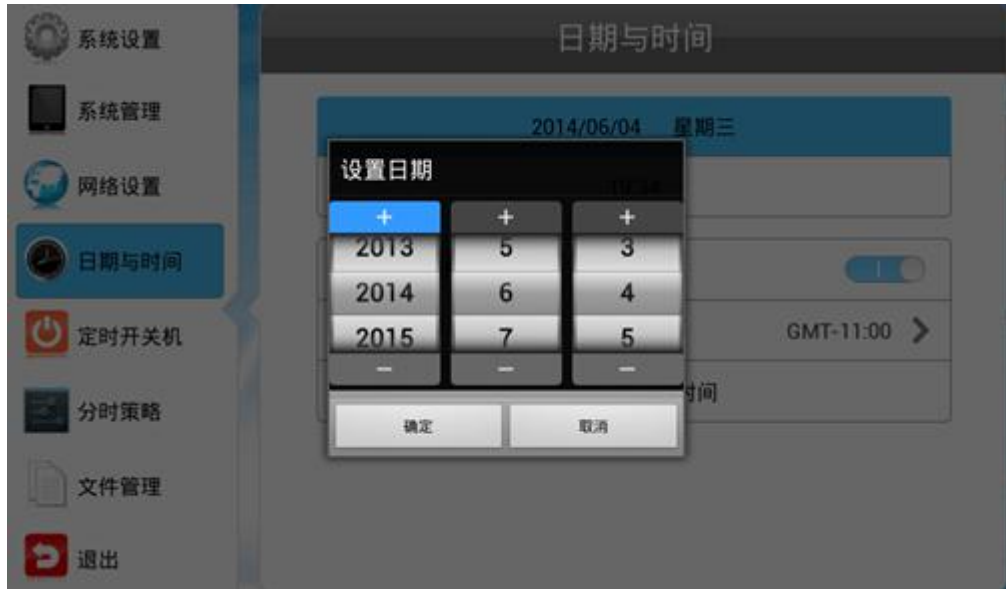 系统设置
系统管理
网络设置
日期与时间
定时开关机
分时策略
文件管理
退出
日期与时间
2014/06/04 星期三
设置日期
+ + +
2013 5 3
2014 6 4
2015 7 5
− − −
确定 取消
GMT-11:00
时间